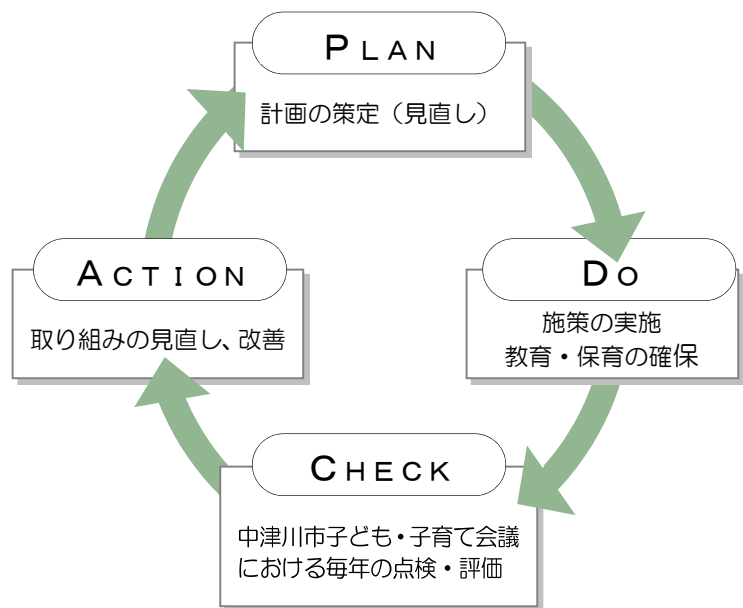 PLAN
計画の策定（見直し）
DO
施策の実施
教育・保育の確保
CHECK
中津川市子ども・子育て会議
における毎年の点検・評価
ACTION
取り組みの見直し、改善